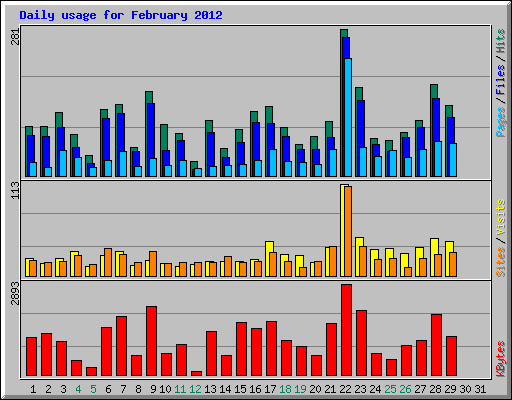 Daily usage for February 2012
281
Pages / Files / Hits
113
Sites / Visits
2893
KBytes
1 2 3 4 5 6 7 8 9 10 11 12 13 14 15 16 17 18 19 20 21 22 23 24 25 26 27 28 29 30 31